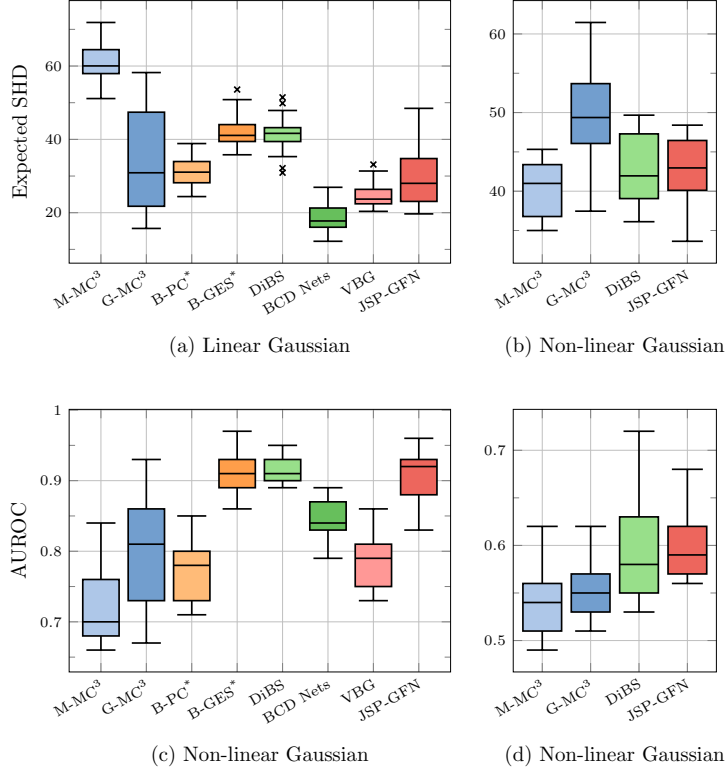 Expected SHD
60
40
20
M-MC³
G-MC³
B-PC*
B-GES*
DiBS
BCD Nets
VBG
JSP-GFN
(a) Linear Gaussian
60
50
40
M-MC³
G-MC³
DiBS
JSP-GFN
(b) Non-linear Gaussian
AUROC
1
0.9
0.8
0.7
0.6
M-MC³
G-MC³
B-PC*
B-GES*
DiBS
BCD Nets
VBG
JSP-GFN
(c) Non-linear Gaussian
0.7
0.6
0.5
M-MC³
G-MC³
DiBS
JSP-GFN
(d) Non-linear Gaussian